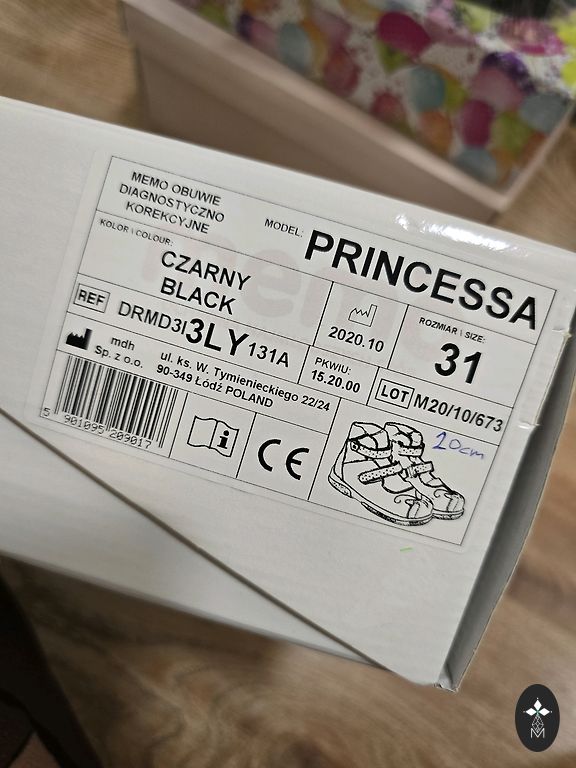 MEMO OBUWIE
DIAGNOSTYCZNO
KOREKCYJNE
MODEL: PRINCESSA
KOLOR \ COLOUR:
CZARNY
BLACK
2020.10
ROZMIAR \ SIZE:
31
REF DRMD3I3LY131A
PKWIU:
15.20.00
LOT M20/10/673
mdh
Sp. z o.o.
ul. ks. W. Tymienieckiego 22/24
90-349 Łódź POLAND
5 901095 209017
i
CE
20cm
M